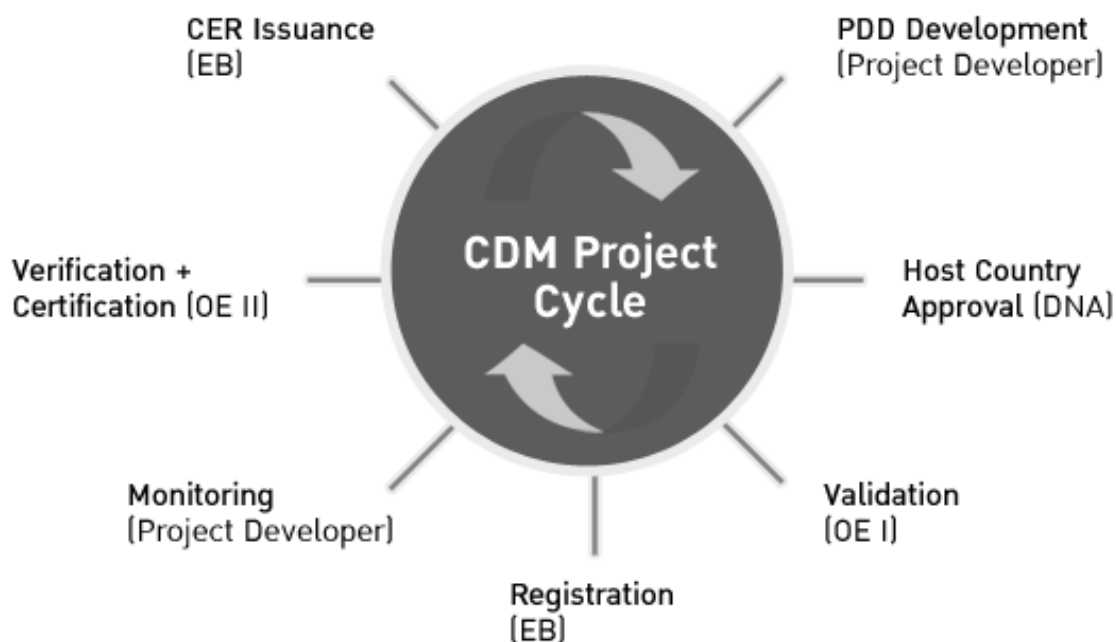 CER Issuance
(EB)
PDD Development
(Project Developer)
CDM Project
Cycle
Verification +
Certification (OE II)
Host Country
Approval (DNA)
Monitoring
(Project Developer)
Validation
(OE I)
Registration
(EB)